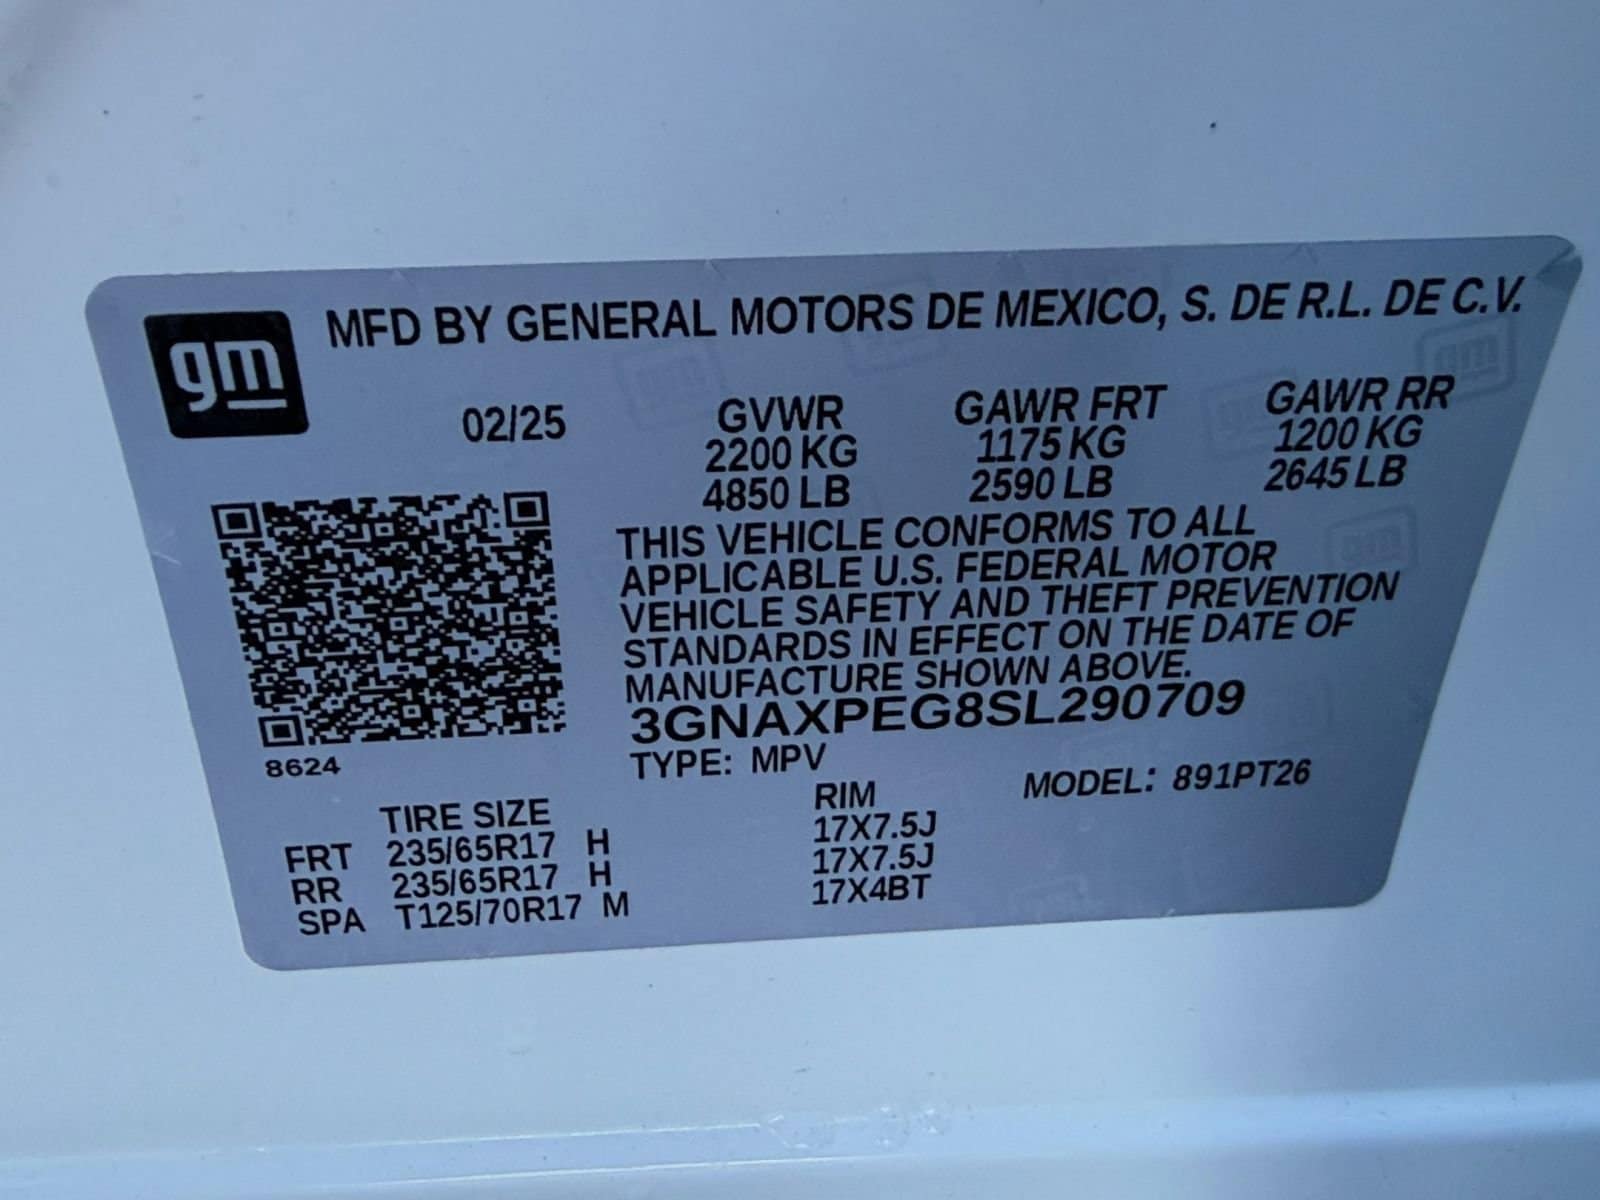 gm
MFD BY GENERAL MOTORS DE MEXICO, S. DE R.L. DE C.V.
02/25 GVWR GAWR FRT GAWR RR
2200 KG 1175 KG 1200 KG
4850 LB 2590 LB 2645 LB
THIS VEHICLE CONFORMS TO ALL
APPLICABLE U.S. FEDERAL MOTOR
VEHICLE SAFETY AND THEFT PREVENTION
STANDARDS IN EFFECT ON THE DATE OF
MANUFACTURE SHOWN ABOVE.
3GNAXPEG8SL290709
8624
TYPE: MPV MODEL: 891PT26
TIRE SIZE RIM
FRT 235/65R17 H 17X7.5J
RR 235/65R17 H 17X7.5J
SPA T125/70R17 M 17X4BT